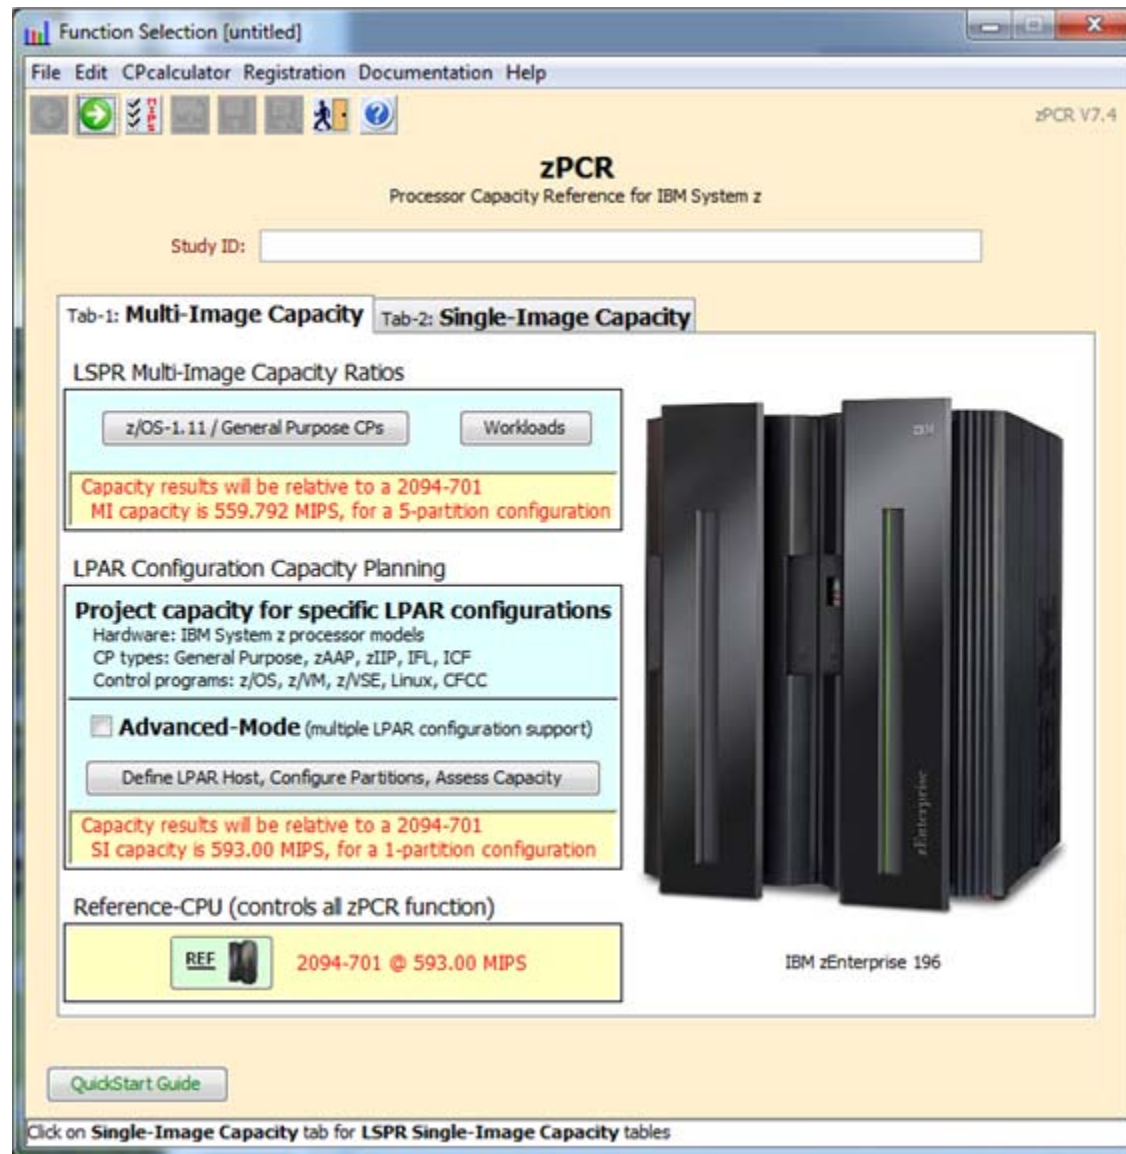 Function Selection [untitled]
File Edit CPcalculator Registration Documentation Help
MIPS
zPCR V7.4
zPCR
Processor Capacity Reference for IBM System z
Study ID:
Tab-1: Multi-Image Capacity Tab-2: Single-Image Capacity
LSPR Multi-Image Capacity Ratios
z/OS-1.11 / General Purpose CPs Workloads
Capacity results will be relative to a 2094-701
MI capacity is 559.792 MIPS, for a 5-partition configuration
LPAR Configuration Capacity Planning
Project capacity for specific LPAR configurations
Hardware: IBM System z processor models
CP types: General Purpose, zAAP, zIIP, IFL, ICF
Control programs: z/OS, z/VM, z/VSE, Linux, CFCC
Advanced-Mode (multiple LPAR configuration support)
Define LPAR Host, Configure Partitions, Assess Capacity
Capacity results will be relative to a 2094-701
SI capacity is 593.00 MIPS, for a 1-partition configuration
Reference-CPU (controls all zPCR function)
REF 2094-701 @ 593.00 MIPS
IBM
zEnterprise
IBM zEnterprise 196
QuickStart Guide
Click on Single-Image Capacity tab for LSPR Single-Image Capacity tables